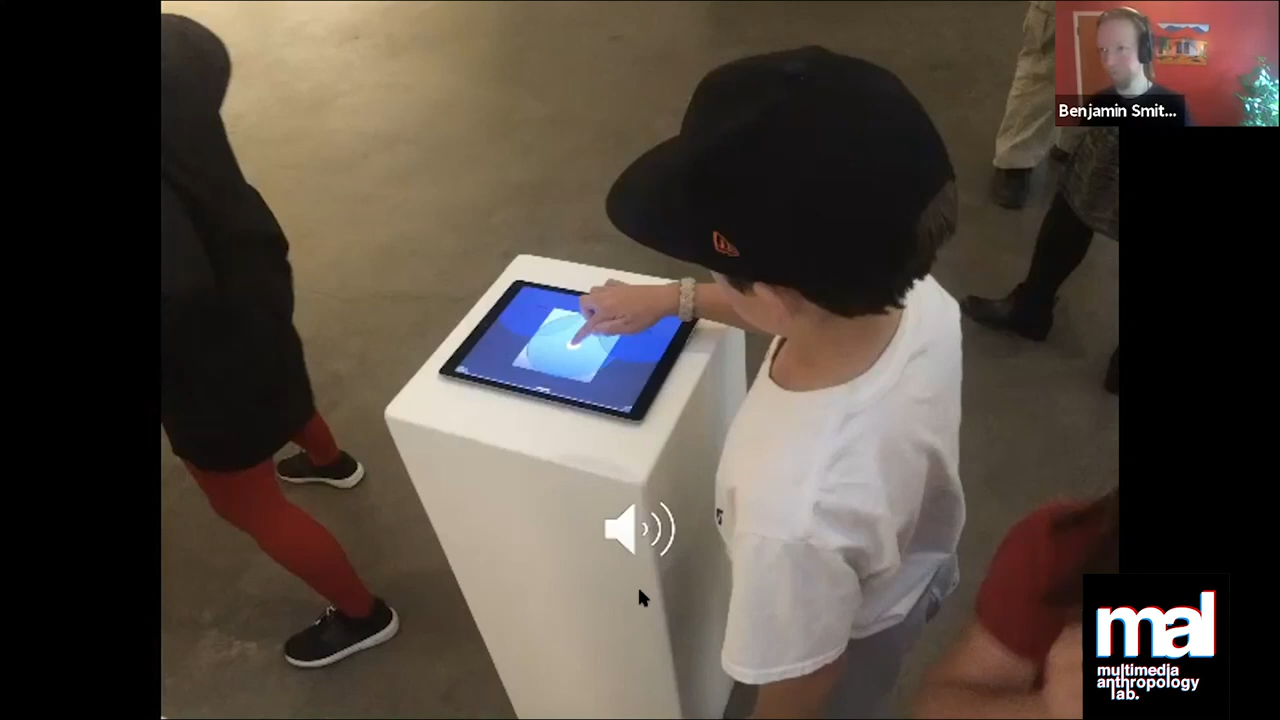 Benjamin Smit...
mal
multimedia
anthropology
lab.